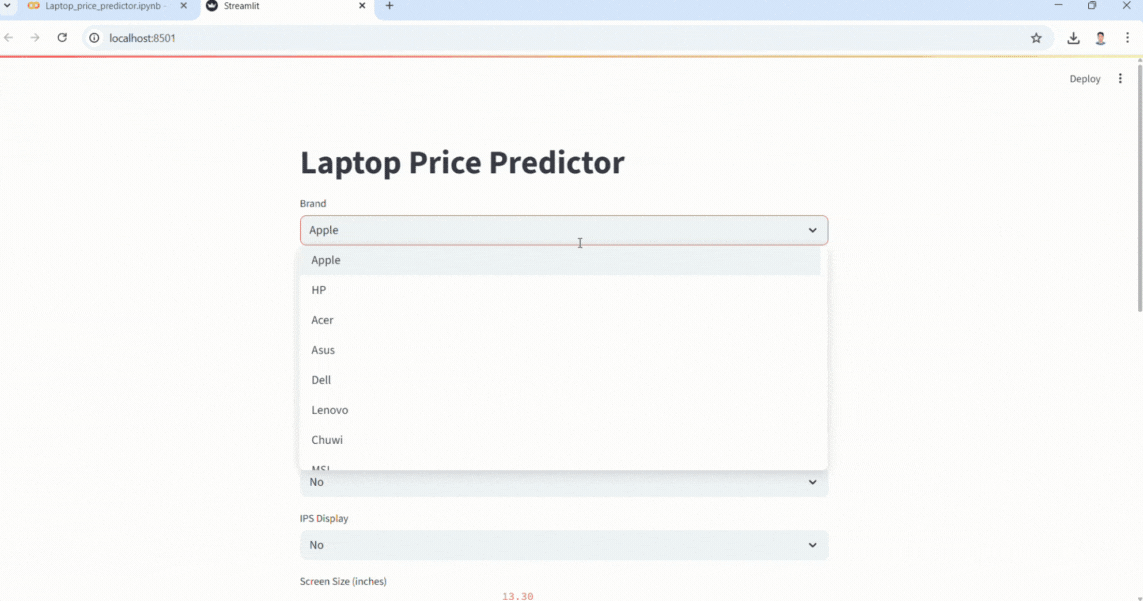 Laptop_price_predictor.ipynb -
Streamlit
localhost:8501
Deploy
Laptop Price Predictor
Brand
Apple
Apple
HP
Acer
Asus
Dell
Lenovo
Chuwi
MSI
No
IPS Display
No
Screen Size (inches)
13.30